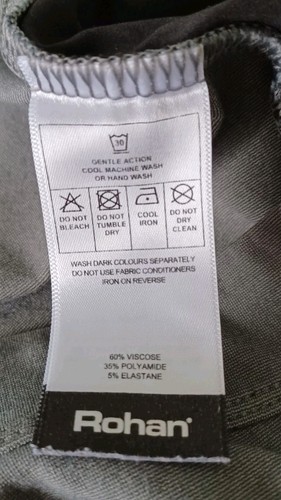 30
GENTLE ACTION
COOL MACHINE WASH
OR HAND WASH
DO NOT
BLEACH
DO NOT
TUMBLE
DRY
COOL
IRON
DO NOT
DRY
CLEAN
WASH DARK COLOURS SEPARATELY
DO NOT USE FABRIC CONDITIONERS
IRON ON REVERSE
60% VISCOSE
35% POLYAMIDE
5% ELASTANE
Rohan®